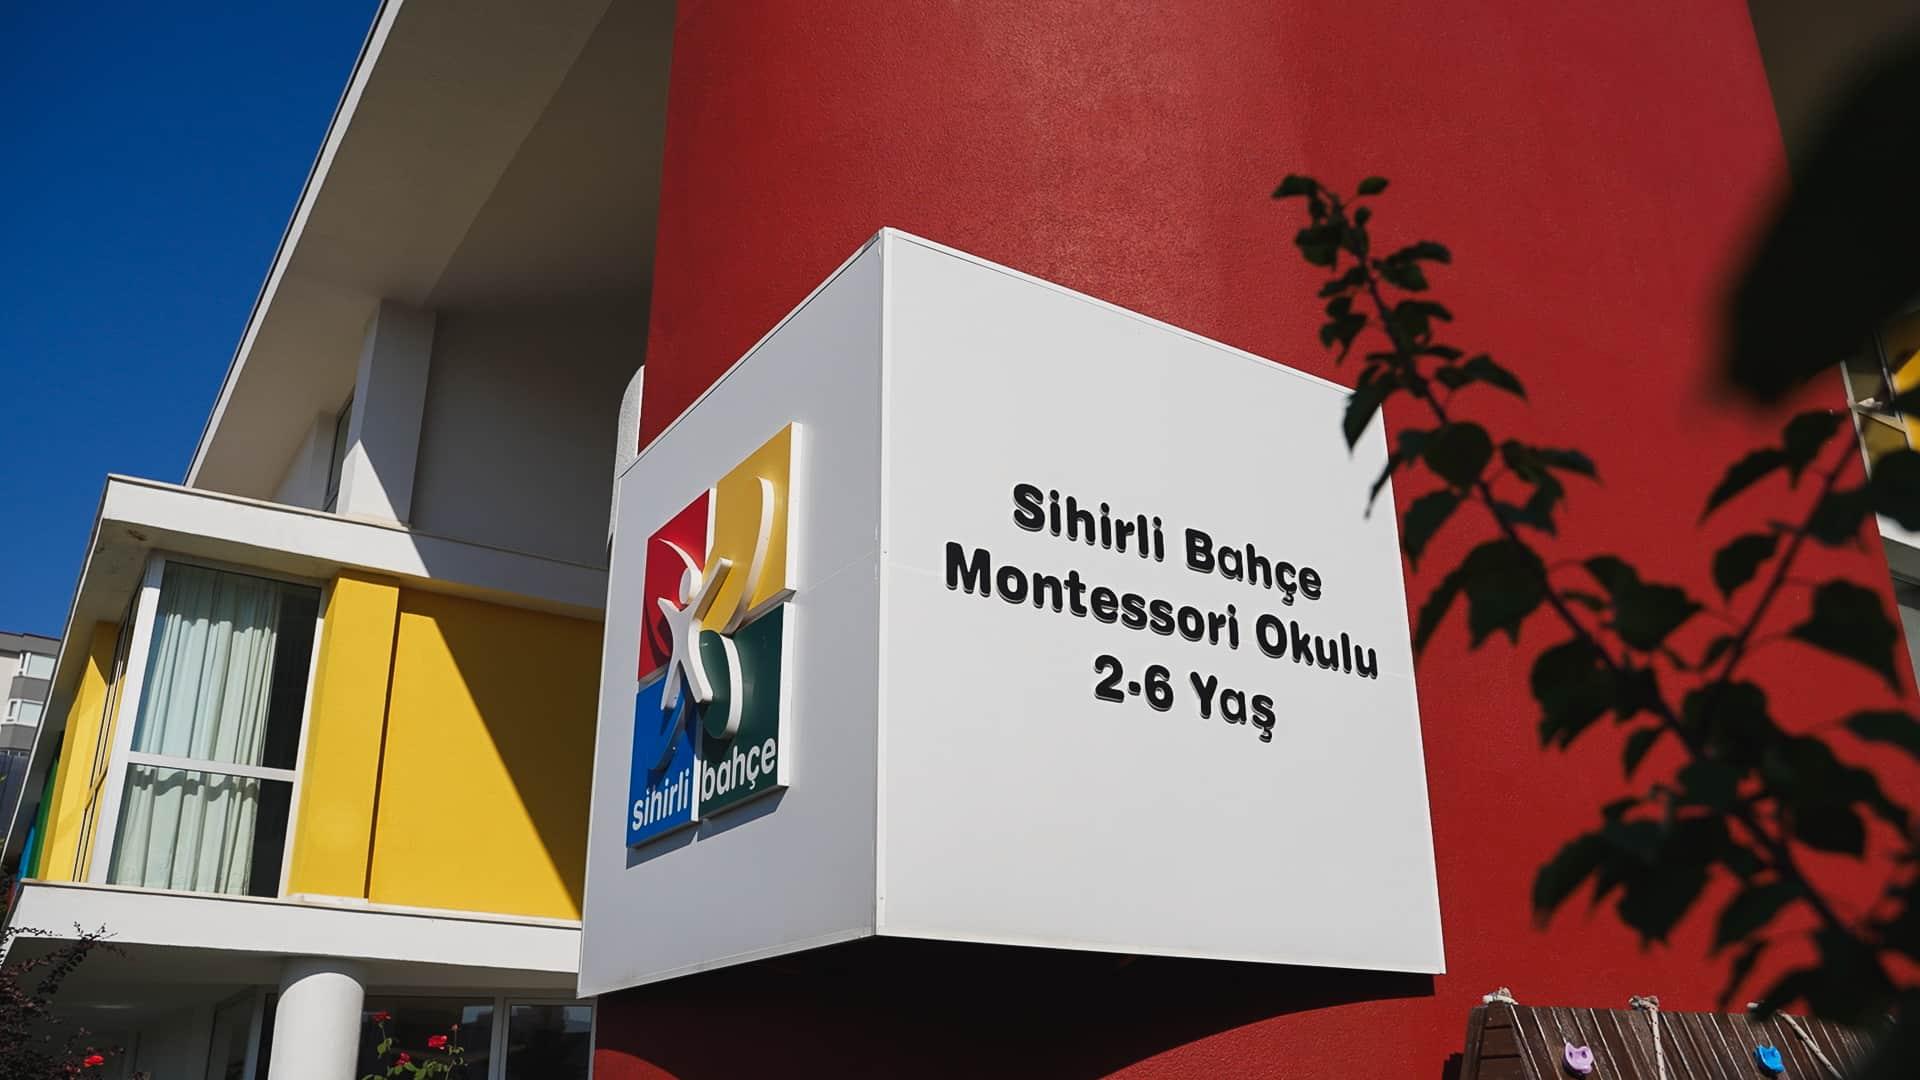 sihirli bahçe
Sihirli Bahçe
Montessori Okulu
2-6 Yaş